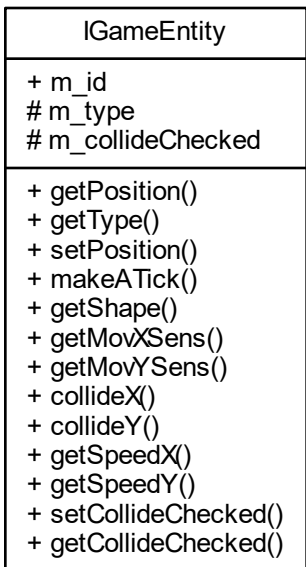 IGameEntity
+ m_id
# m_type
# m_collideChecked
+ getPosition()
+ getType()
+ setPosition()
+ makeATick()
+ getShape()
+ getMovXSens()
+ getMovYSens()
+ collideX()
+ collideY()
+ getSpeedX()
+ getSpeedY()
+ setCollideChecked()
+ getCollideChecked()